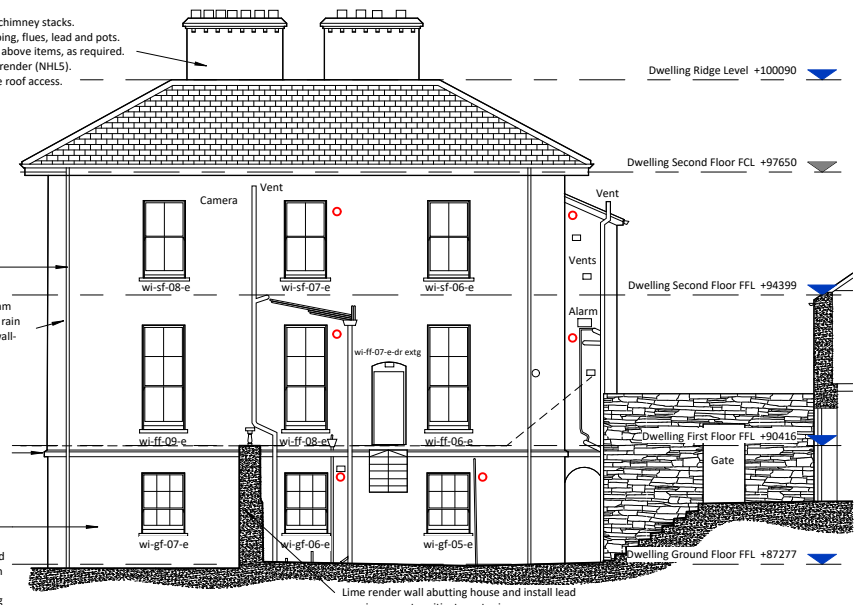 chimney stacks.
ping, flues, lead and pots.
above items, as required.
render (NHL5).
roof access.
Dwelling Ridge Level +100090
Dwelling Second Floor FCL +97650
Camera
Vent
Vent
wi-sf-08-e
wi-sf-07-e
wi-sf-06-e
Vents
Dwelling Second Floor FFL +94399
rain
wall-
Alarm
wi-ff-07-e-dr extg
wi-ff-09-e
wi-ff-08-e
wi-ff-06-e
Dwelling First Floor FFL +90416
Gate
wi-gf-07-e
wi-gf-06-e
wi-gf-05-e
Dwelling Ground Floor FFL +87277
Lime render wall abutting house and install lead